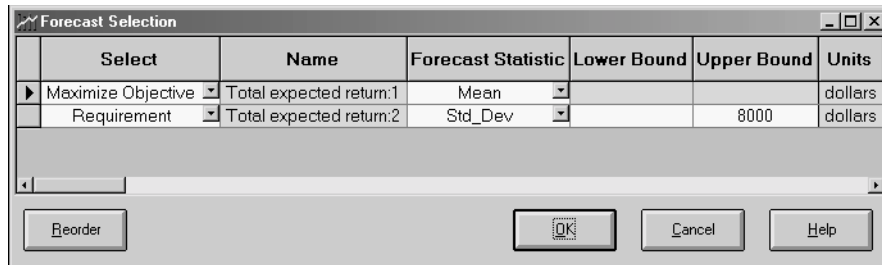 Forecast Selection
Select Name Forecast Statistic Lower Bound Upper Bound Units
Maximize Objective Total expected return:1 Mean dollars
Requirement Total expected return:2 Std_Dev 8000 dollars
Reorder OK Cancel Help